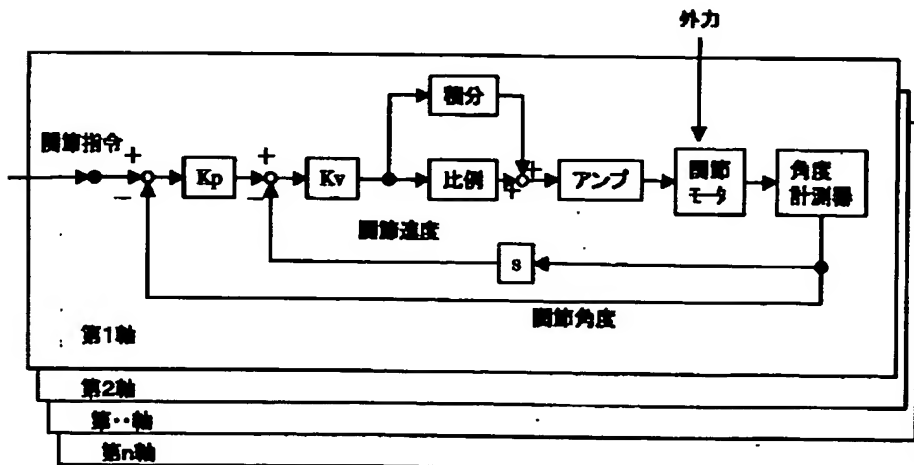 外力
積分
関節指令
+
+
+
Kp
Kv
比例
+
アンプ
関節
モータ
角度
計測器
−
−
関節速度
s
関節角度
第1軸
第2軸
第‥軸
第n軸